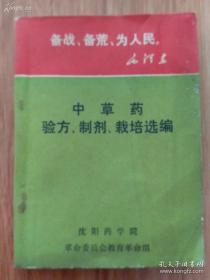 备战、备荒、为人民。
毛泽东
中草药
验方、制剂、栽培选编
沈阳药学院
革命委员会教育革命组